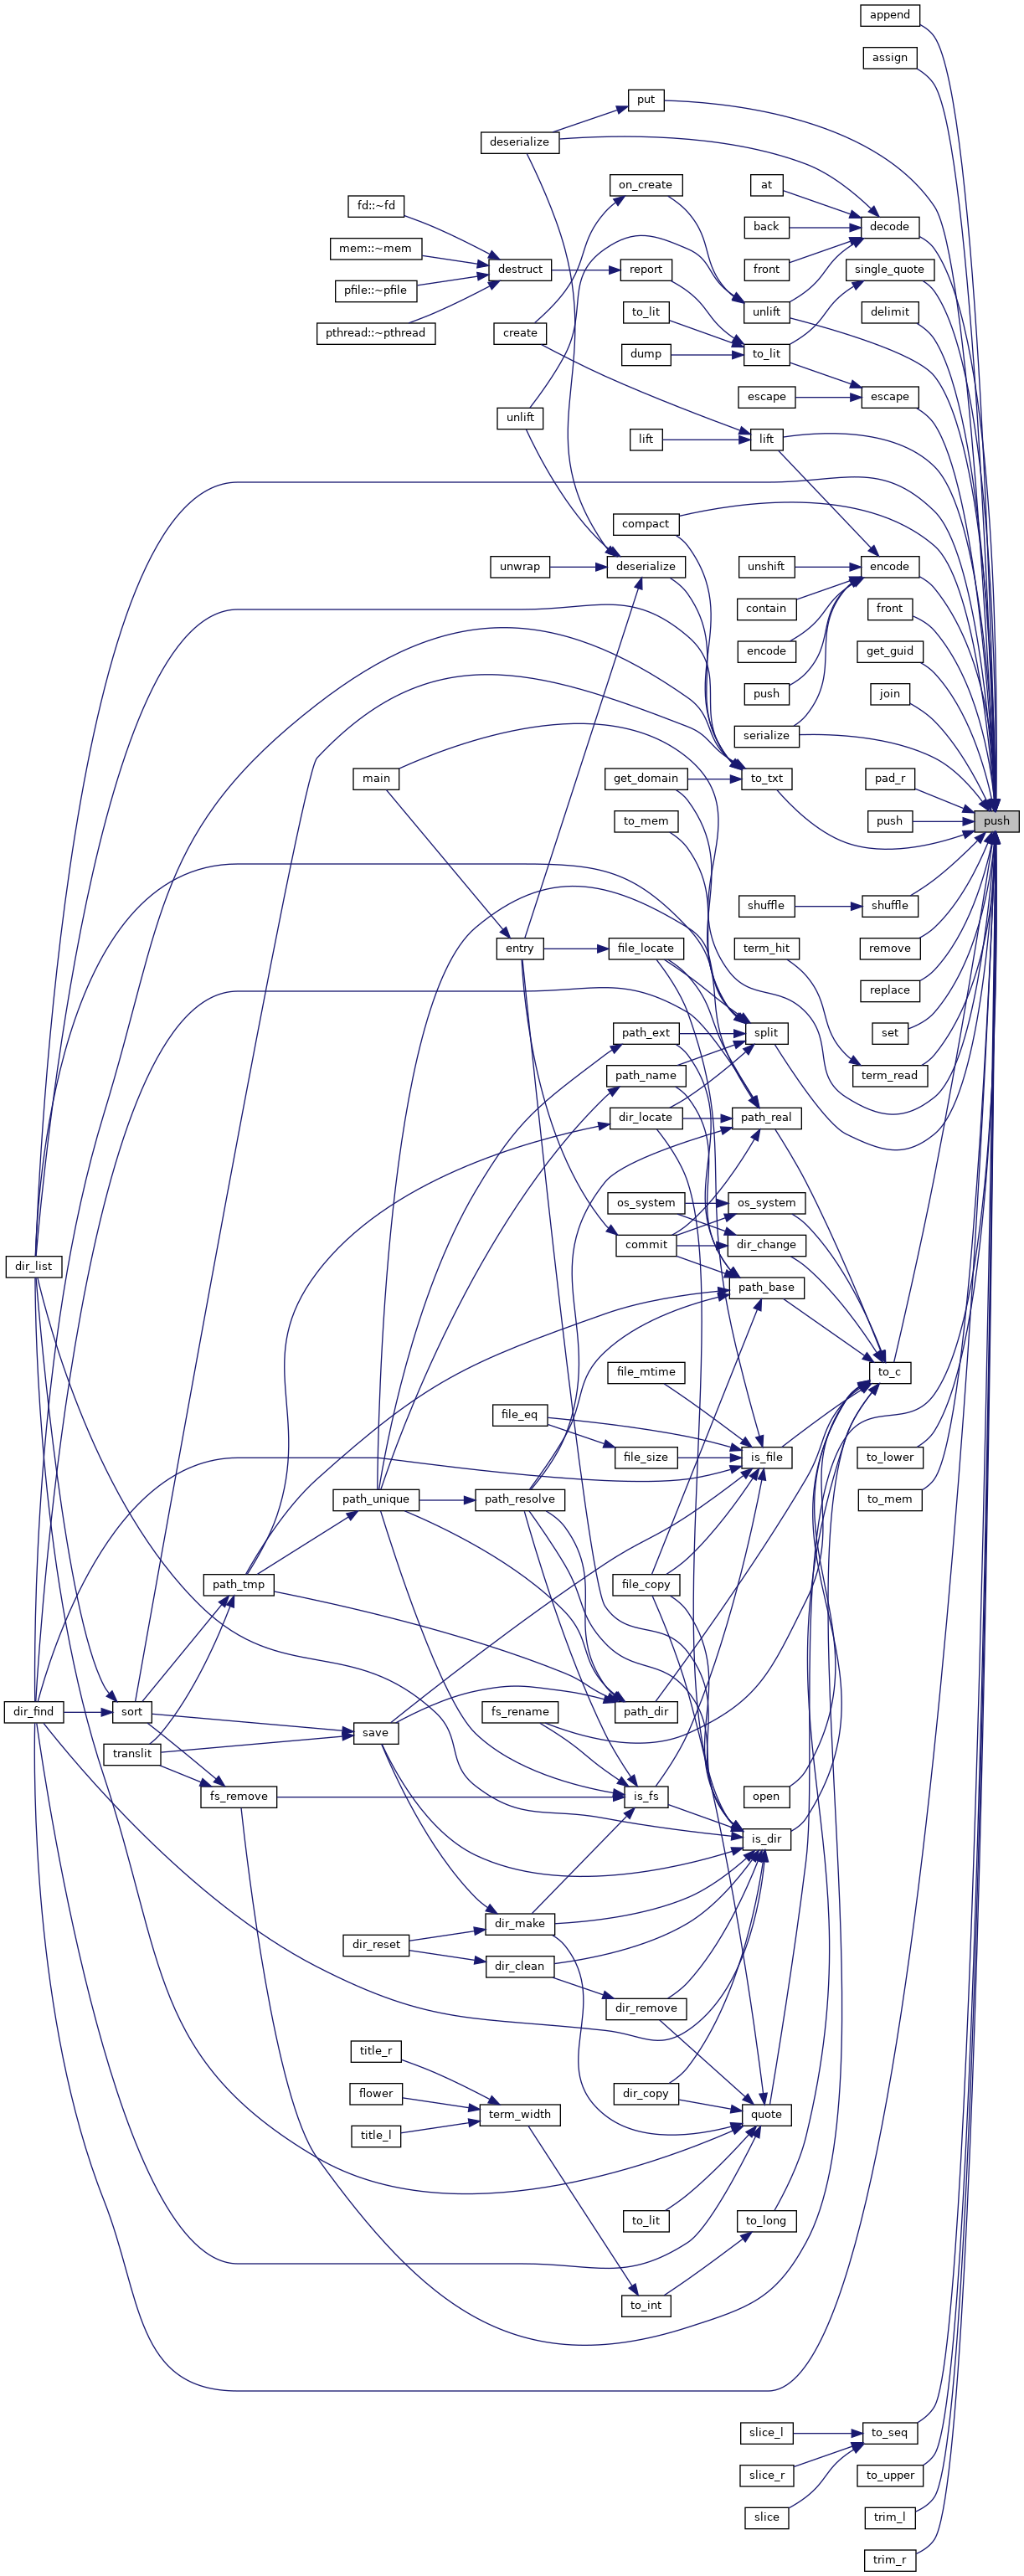 append
assign
put
deserialize
on_create
at
fd::~fd
back
decode
mem::~mem
destruct
report
front
single_quote
pfile::~pfile
to_lit
unlift
delimit
pthread::~pthread
create
dump
to_lit
escape
escape
unlift
lift
lift
compact
unwrap
deserialize
unshift
encode
contain
front
encode
get_guid
push
join
serialize
main
get_domain
to_txt
pad_r
to_mem
push
push
shuffle
shuffle
entry
file_locate
term_hit
remove
replace
path_ext
split
set
path_name
term_read
dir_locate
path_real
os_system
os_system
commit
dir_change
dir_list
path_base
file_mtime
to_c
file_eq
file_size
is_file
to_lower
path_unique
path_resolve
to_mem
path_tmp
file_copy
dir_find
sort
fs_rename
path_dir
save
translit
fs_remove
is_fs
open
is_dir
dir_make
dir_reset
dir_clean
dir_remove
title_r
flower
dir_copy
term_width
quote
title_l
to_lit
to_long
to_int
slice_l
to_seq
slice_r
to_upper
slice
trim_l
trim_r